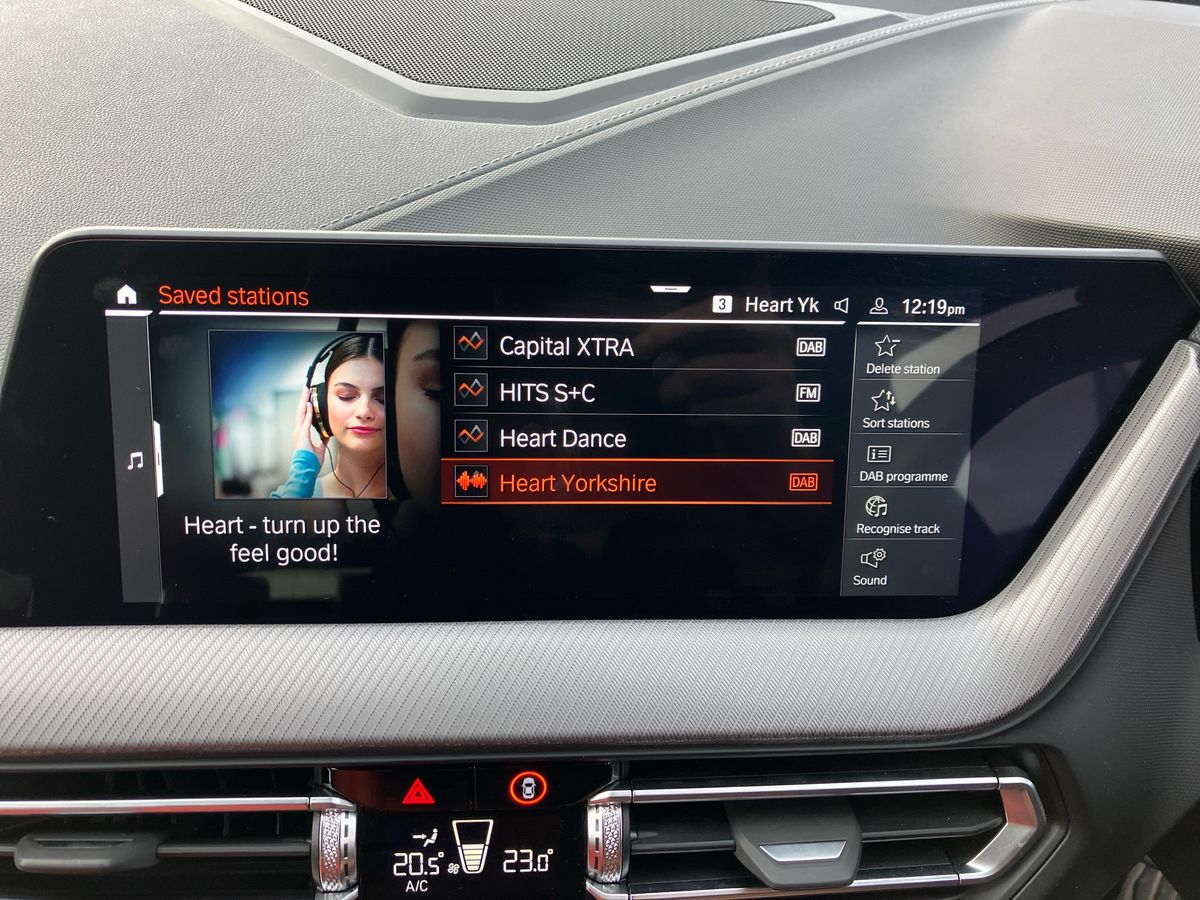 Saved stations
3 Heart Yk 12:19pm
Capital XTRA DAB
HITS S+C FM
Heart Dance DAB
Heart Yorkshire DAB
Heart - turn up the
feel good!
Delete station
Sort stations
DAB programme
Recognise track
Sound
20.5° 23.0°
A/C